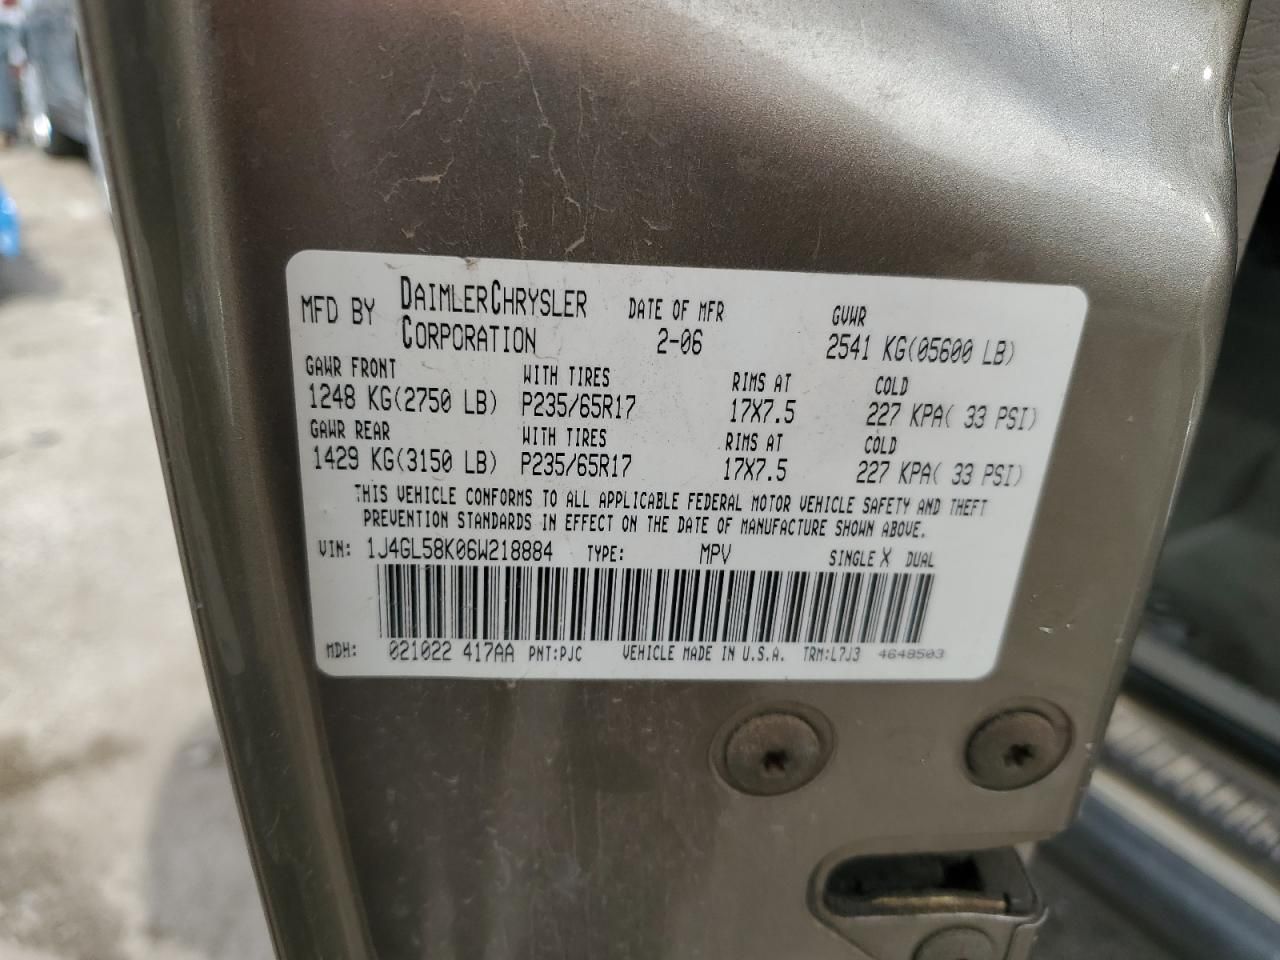 MFD BY DAIMLERCHRYSLER CORPORATION DATE OF MFR 2-06 GVWR 2541 KG(05600 LB)
GAWR FRONT WITH TIRES RIMS AT COLD
1248 KG(2750 LB) P235/65R17 17X7.5 227 KPA( 33 PSI)
GAWR REAR WITH TIRES RIMS AT COLD
1429 KG(3150 LB) P235/65R17 17X7.5 227 KPA( 33 PSI)
THIS VEHICLE CONFORMS TO ALL APPLICABLE FEDERAL MOTOR VEHICLE SAFETY AND THEFT
PREVENTION STANDARDS IN EFFECT ON THE DATE OF MANUFACTURE SHOWN ABOVE.
VIN: 1J4GL58K06W218884 TYPE: MPV SINGLE X DUAL
MDH: 021022 417AA PNT:PJC VEHICLE MADE IN U.S.A. TRM:L7J3 4648503